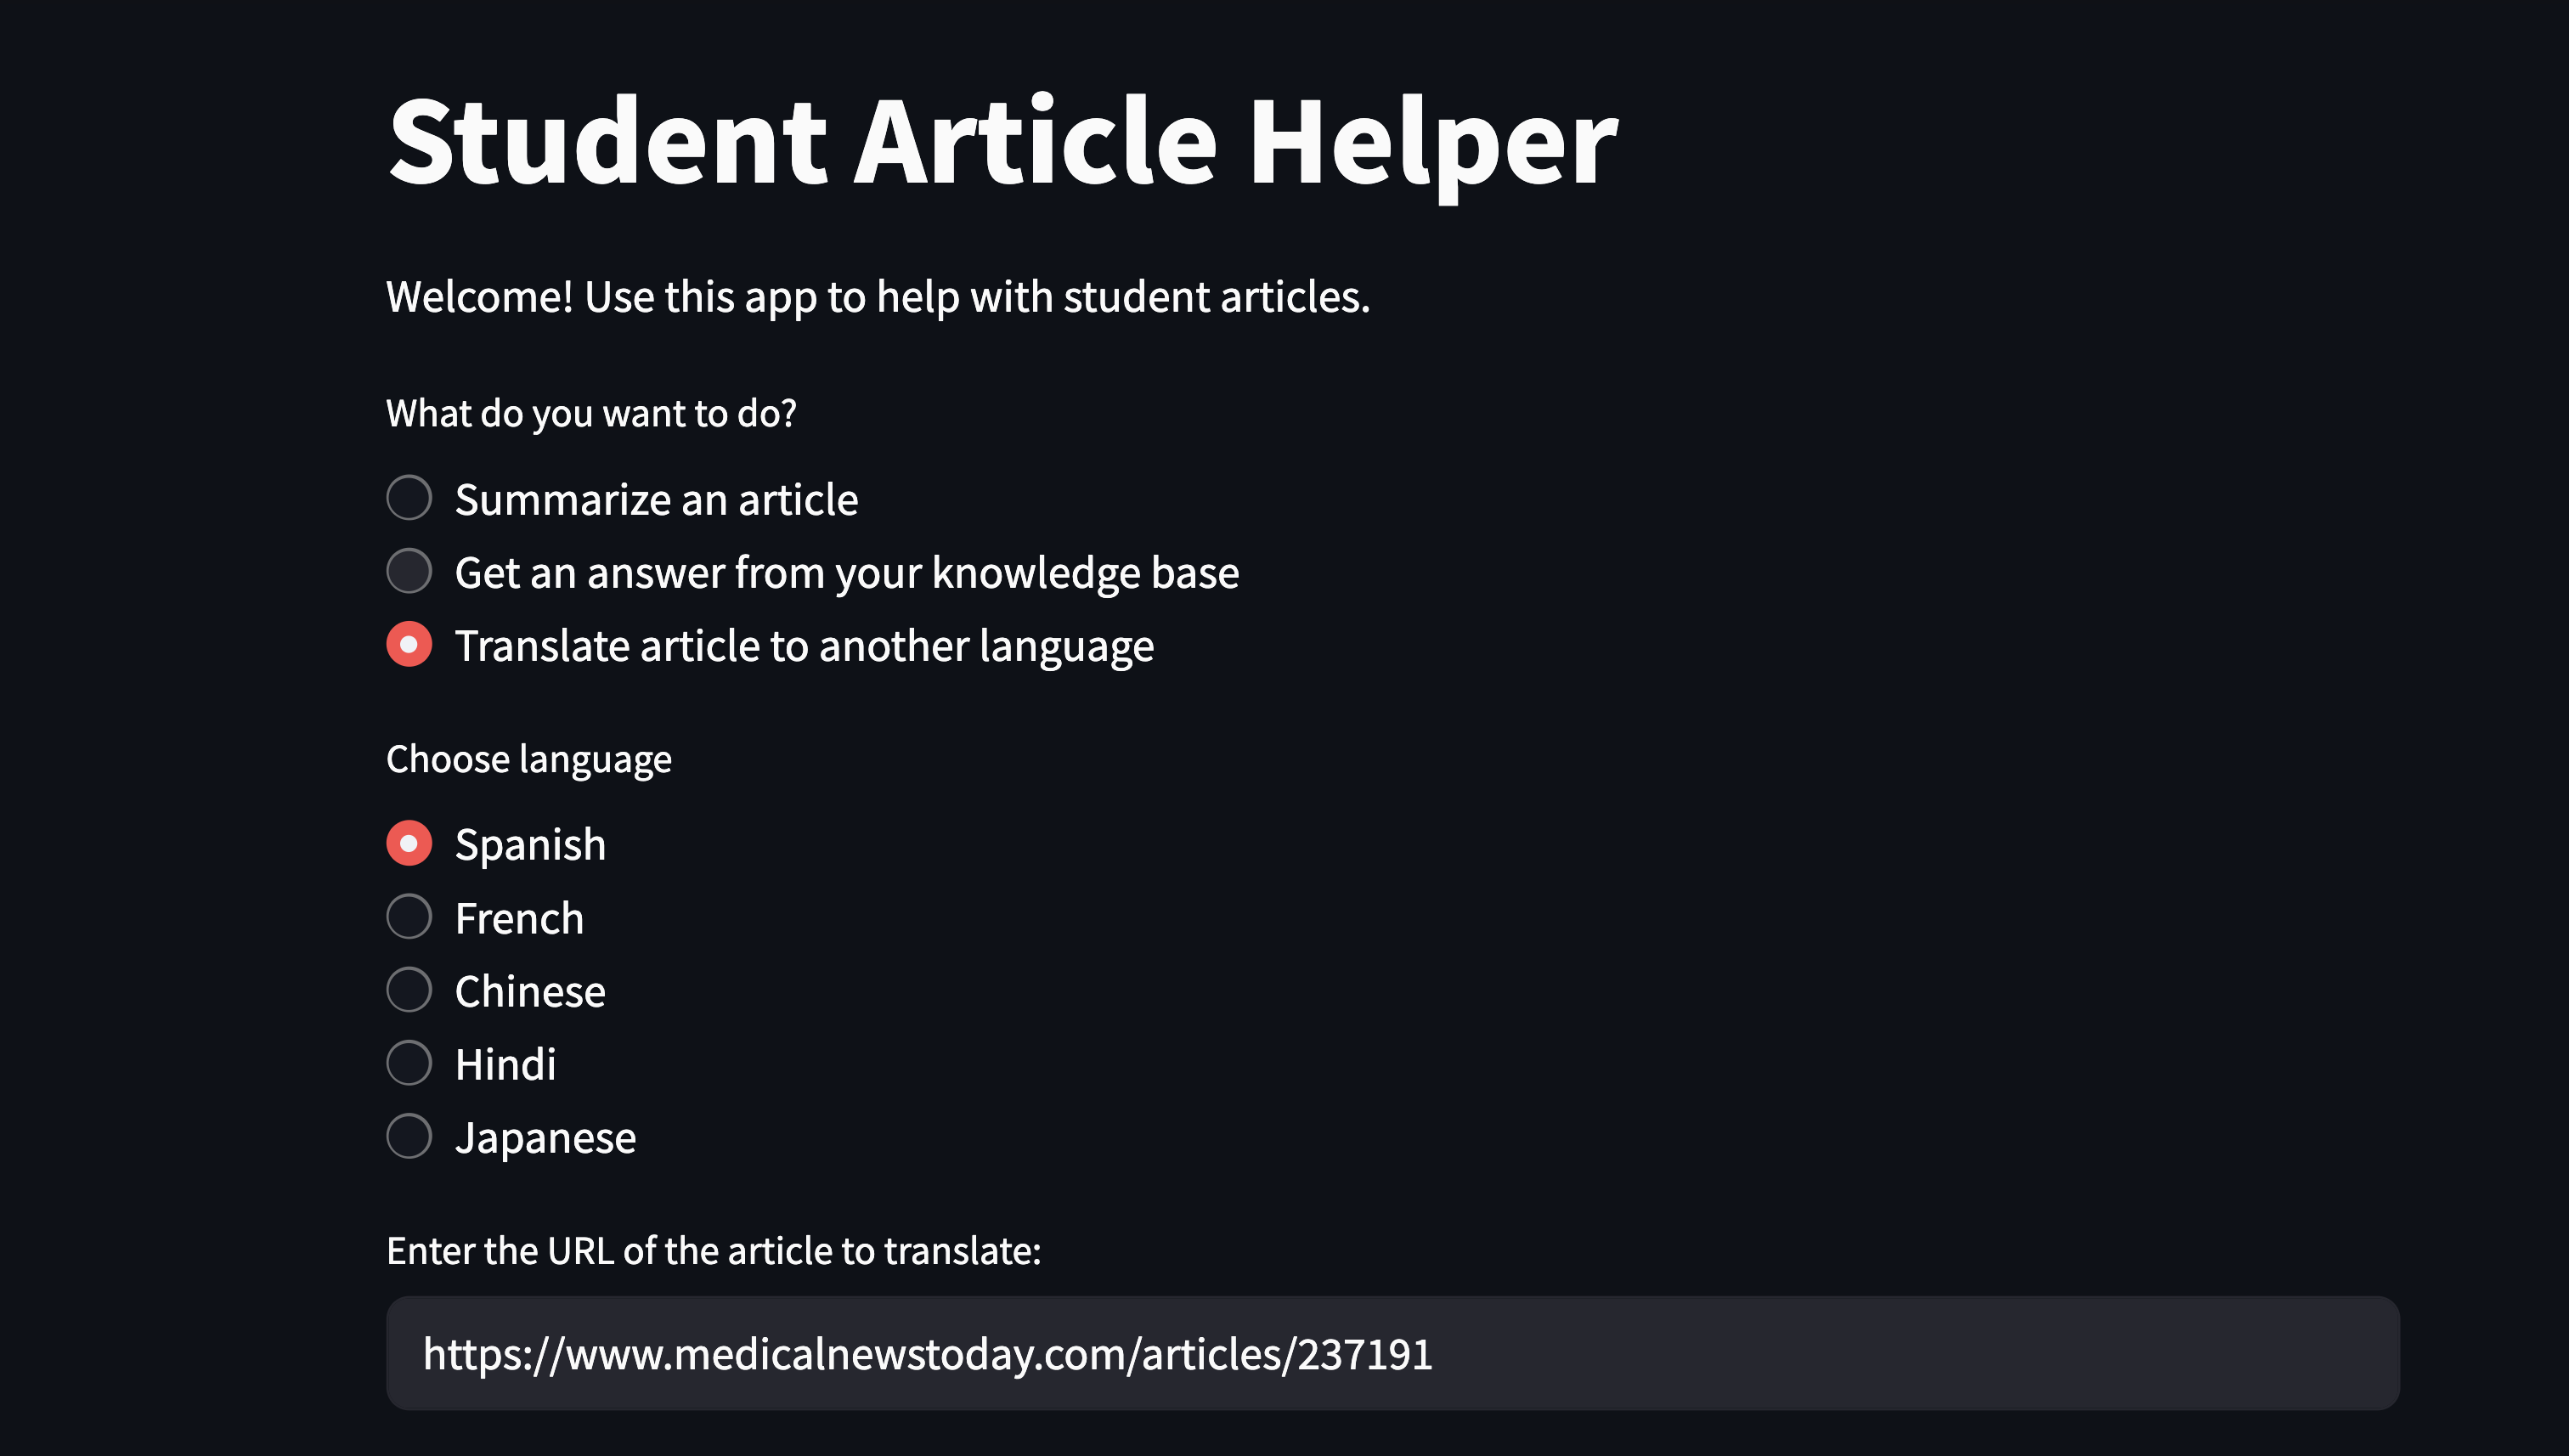 Student Article Helper
Welcome! Use this app to help with student articles.
What do you want to do?
Summarize an article
Get an answer from your knowledge base
Translate article to another language
Choose language
Spanish
French
Chinese
Hindi
Japanese
Enter the URL of the article to translate:
https://www.medicalnewstoday.com/articles/237191